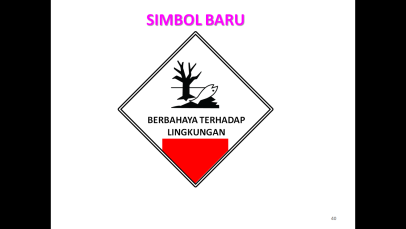 SIMBOL BARU
BERBAHAYA TERHADAP
LINGKUNGAN
40